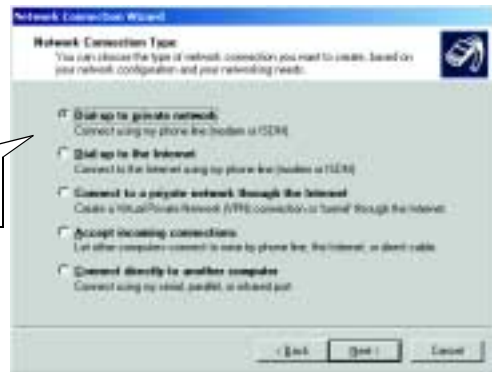 Network Connection Wizard
Network Connection Type
You can choose the type of network connection you want to create, based on
your network configuration and your networking needs.
Dial-up to private network
Connect using my phone line (modem or ISDN).
Dial-up to the Internet
Connect to the Internet using my phone line (modem or ISDN).
Connect to a private network through the Internet
Create a Virtual Private Network (VPN) connection or 'tunnel' through the Internet.
Accept incoming connections
Let other computers connect to mine by phone line, the Internet, or direct cable.
Connect directly to another computer
Connect using my serial, parallel, or infrared port.
< Back
Next >
Cancel